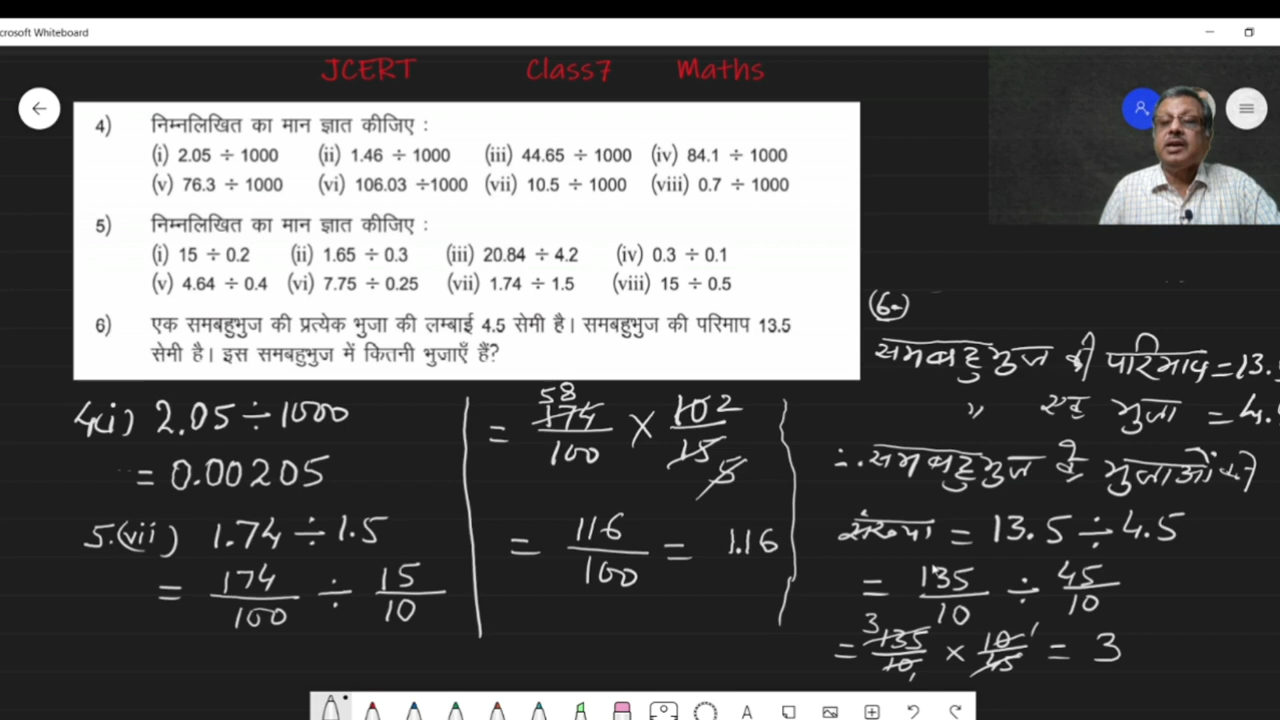 crosoft Whiteboard
JCERT Class7 Maths
4) निम्नलिखित का मान ज्ञात कीजिए :
(i) 2.05 ÷ 1000 (ii) 1.46 ÷ 1000 (iii) 44.65 ÷ 1000 (iv) 84.1 ÷ 1000
(v) 76.3 ÷ 1000 (vi) 106.03 ÷1000 (vii) 10.5 ÷ 1000 (viii) 0.7 ÷ 1000
5) निम्नलिखित का मान ज्ञात कीजिए :
(i) 15 ÷ 0.2 (ii) 1.65 ÷ 0.3 (iii) 20.84 ÷ 4.2 (iv) 0.3 ÷ 0.1
(v) 4.64 ÷ 0.4 (vi) 7.75 ÷ 0.25 (vii) 1.74 ÷ 1.5 (viii) 15 ÷ 0.5
6) एक समबहुभुज की प्रत्येक भुजा की लम्बाई 4.5 सेमी है। समबहुभुज की परिमाप 13.5
सेमी है। इस समबहुभुज में कितनी भुजाएँ हैं?
4(i) 2.05 ÷ 1000
= 0.00205
5.(vii) 1.74 ÷ 1.5
= 174/100 ÷ 15/10
58
= 174/100 × 10 2/15 5
= 116/100 = 1.16
(6)
समबहुभुज की परिमाप = 13.
" एक भुजा = 4.
∴ समबहुभुज के भुजाओं की
संख्या = 13.5 ÷ 4.5
= 135/10 ÷ 45/10
= 3 135/10 1 × 10 1/45 = 3
A